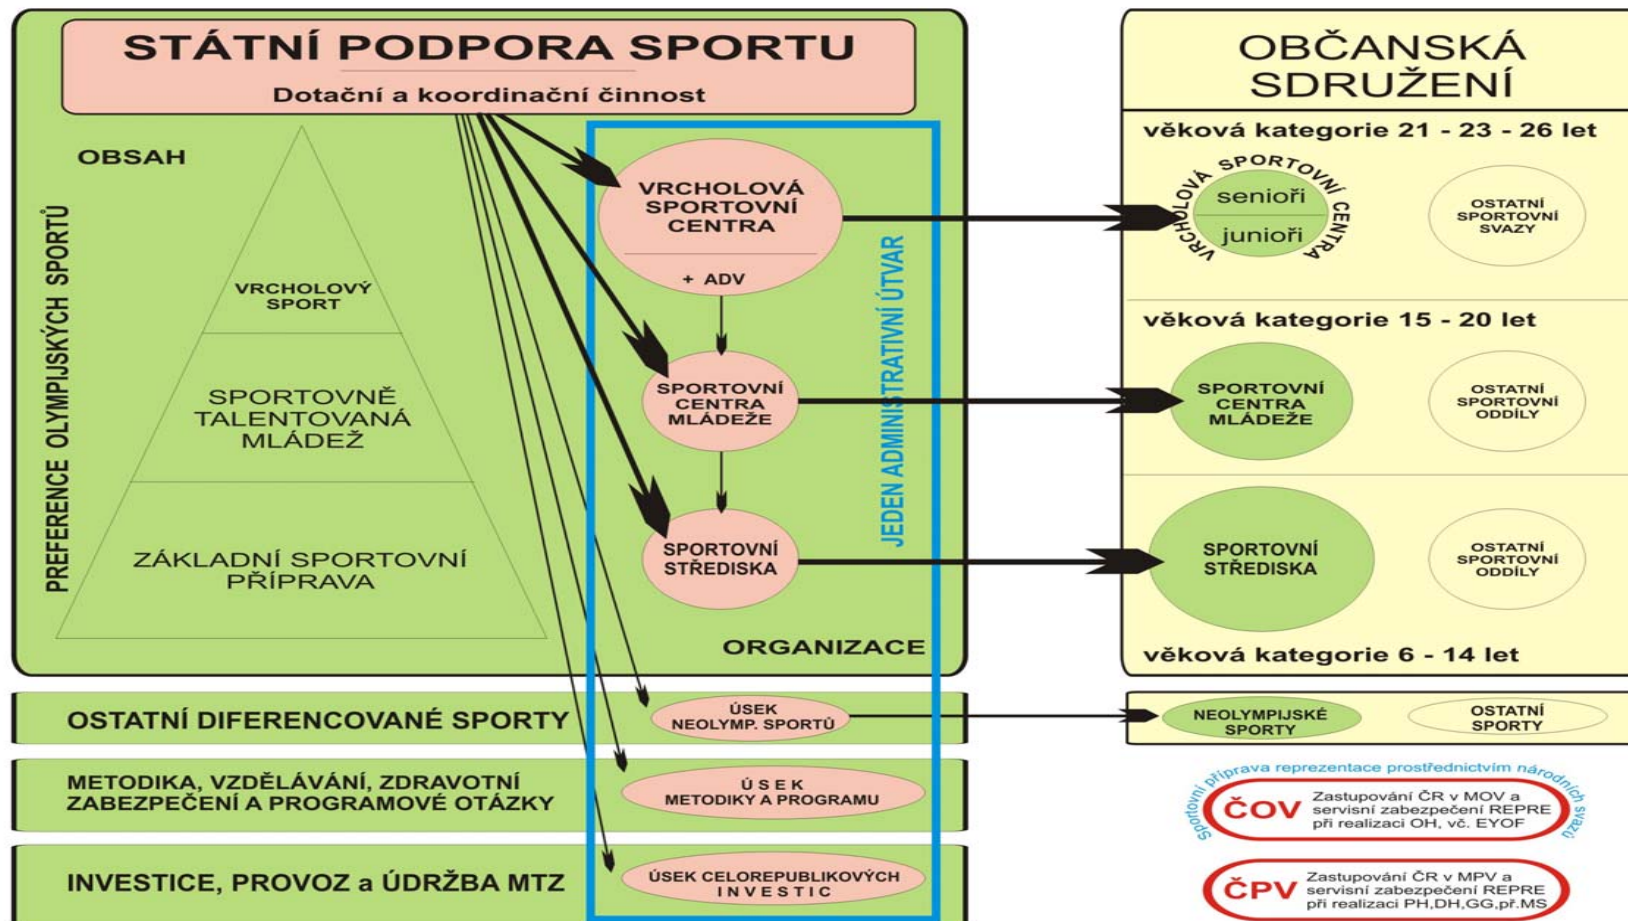 STÁTNÍ PODPORA SPORTU
Dotační a koordinační činnost
OBSAH
PREFERENCE OLYMPIJSKÝCH SPORTŮ
VRCHOLOVÝ
SPORT
SPORTOVNĚ
TALENTOVANÁ
MLÁDEŽ
ZÁKLADNÍ SPORTOVNÍ
PŘÍPRAVA
VRCHOLOVÁ
SPORTOVNÍ
CENTRA
+ ADV
SPORTOVNÍ
CENTRA
MLÁDEŽE
SPORTOVNÍ
STŘEDISKA
JEDEN ADMINISTRATIVNÍ ÚTVAR
ORGANIZACE
OSTATNÍ DIFERENCOVANÉ SPORTY
ÚSEK
NEOLYMP. SPORTŮ
METODIKA, VZDĚLÁVÁNÍ, ZDRAVOTNÍ
ZABEZPEČENÍ A PROGRAMOVÉ OTÁZKY
Ú S E K
METODIKY A PROGRAMU
INVESTICE, PROVOZ a ÚDRŽBA MTZ
ÚSEK CELOREPUBLIKOVÝCH
I N V E S T I C
OBČANSKÁ
SDRUŽENÍ
věková kategorie 21 - 23 - 26 let
VRCHOLOVÁ SPORTOVNÍ CENTRA
senioři
junioři
OSTATNÍ
SPORTOVNÍ
SVAZY
věková kategorie 15 - 20 let
SPORTOVNÍ
CENTRA
MLÁDEŽE
OSTATNÍ
SPORTOVNÍ
ODDÍLY
SPORTOVNÍ
STŘEDISKA
OSTATNÍ
SPORTOVNÍ
ODDÍLY
věková kategorie 6 - 14 let
NEOLYMPIJSKÉ
SPORTY
OSTATNÍ
SPORTY
Sportovní příprava reprezentace prostřednictvím národních svazů
ČOV
Zastupování ČR v MOV a
servisní zabezpečení REPRE
při realizaci OH, vč. EYOF
ČPV
Zastupování ČR v MPV a
servisní zabezpečení REPRE
při realizaci PH,DH,GG,př.MS